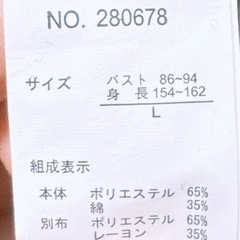 NO. 280678
サイズ バスト 86~94
身長 154~162
L
組成表示
本体 ポリエステル 65%
綿 35%
別布 ポリエステル 65%
レーヨン 35%